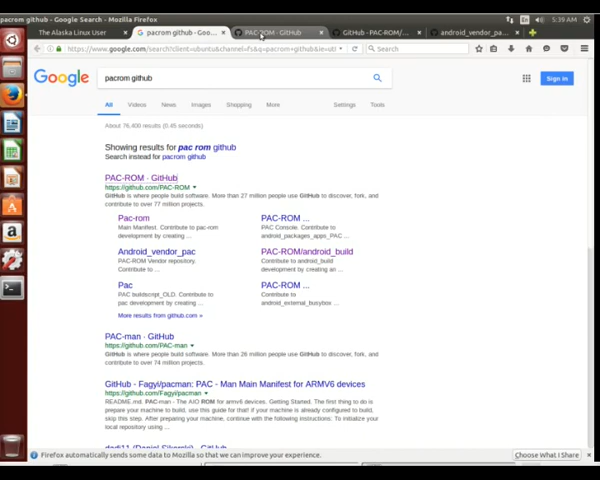 pacrom github - Google Search - Mozilla Firefox
En
5:39 AM
The Alaska Linux User
pacrom github - Goo...
PAC-ROM · GitHub
GitHub - PAC-ROM/...
android_vendor_pa...
https://www.google.com/search?client=ubuntu&channel=fs&q=pacrom+github&ie=ut
Search
Google
pacrom github
Sign in
All
Videos
News
Images
Shopping
More
Settings
Tools
About 76,400 results (0.45 seconds)
Showing results for pac rom github
Search instead for pacrom github
PAC-ROM · GitHub
https://github.com/PAC-ROM
GitHub is where people build software. More than 27 million people use GitHub to discover, fork, and
contribute to over 77 million projects.
Pac-rom
Main Manifest. Contribute to pac-rom
development by creating ...
PAC-ROM ...
PAC Console. Contribute to
android_packages_apps_PAC ...
Android_vendor_pac
PAC-ROM Vendor repository.
Contribute to ...
PAC-ROM/android_build
Contribute to android_build
development by creating an ...
Pac
PAC buildscript_OLD. Contribute to
pac development by creating ...
PAC-ROM ...
Contribute to
android_external_busybox ...
More results from github.com »
PAC-man · GitHub
https://github.com/PAC-man
GitHub is where people build software. More than 26 million people use GitHub to discover, fork, and
contribute to over 74 million projects.
GitHub - Fagyi/pacman: PAC - Man Main Manifest for ARMV6 devices
https://github.com/Fagyi/pacman
README.md. PAC-man - The AIO ROM for armv6 devices. Getting Started. The first thing to do is
prepare your machine to build, use this guide for that! if your machine is already configured to build,
skip this step. After preparing your machine, continue with the following instructions: To initialize your
local repository using ...
Firefox automatically sends some data to Mozilla so that we can improve your experience.
Choose What I Share